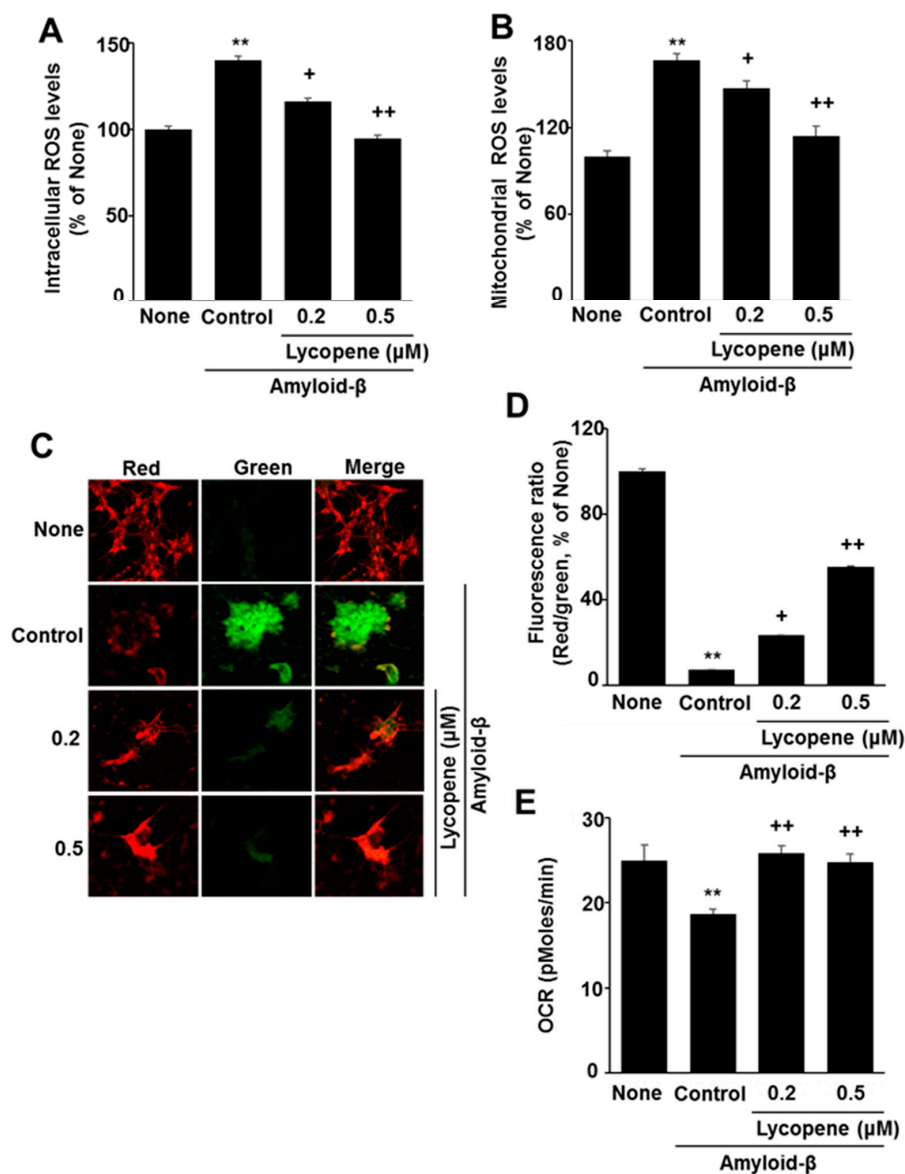 A
Intracellular ROS levels
(% of None)
150
100
50
0
**
+
++
None Control 0.2 0.5
Lycopene (µM)
Amyloid-β
B
Mitochondrial ROS levels
(% of None)
180
120
60
0
**
+
++
None Control 0.2 0.5
Lycopene (µM)
Amyloid-β
C
Red Green Merge
None
Control
0.2
0.5
Lycopene (µM)
Amyloid-β
D
Fluorescence ratio
(Red/green, % of None)
120
60
0
**
+
++
None Control 0.2 0.5
Lycopene (µM)
Amyloid-β
E
OCR (pMoles/min)
30
20
10
0
**
++
++
None Control 0.2 0.5
Lycopene (µM)
Amyloid-β